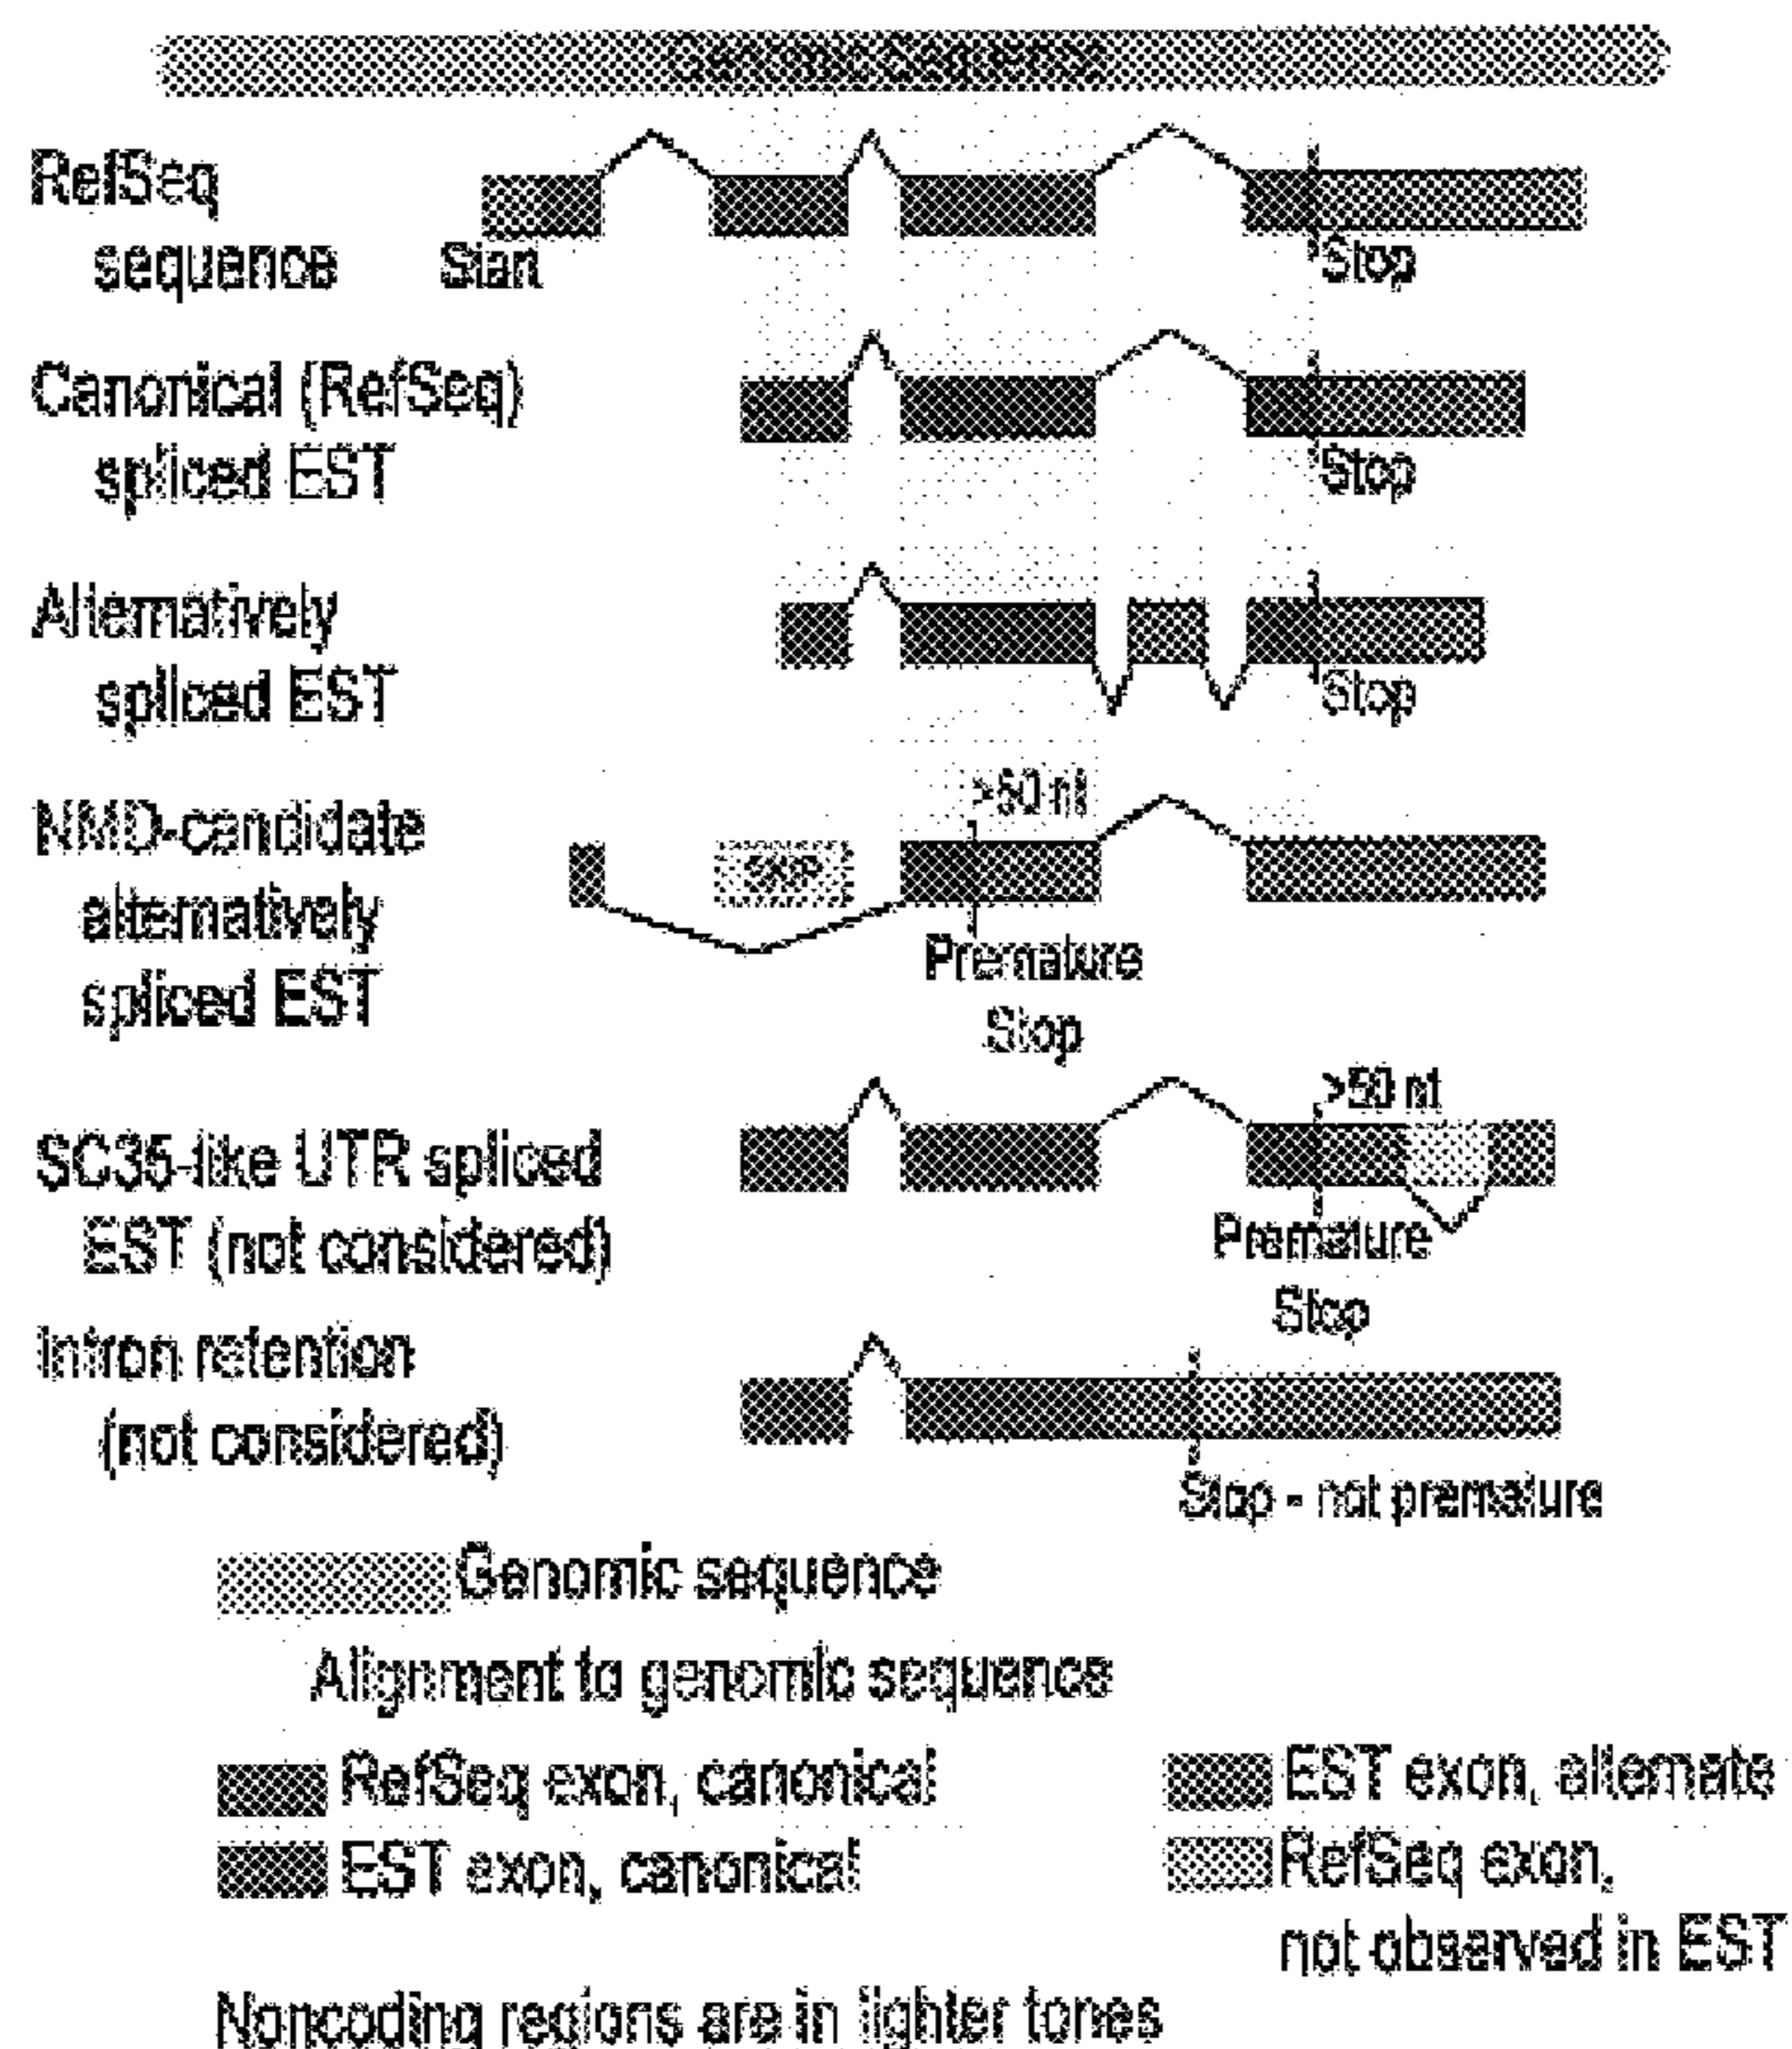 Genomic Sequence
RefSeq
sequence
Start
Stop
Canonical (RefSeq)
spliced EST
Stop
Alternatively
spliced EST
Stop
NMD-candidate
alternatively
spliced EST
>50 nt
SKIP
Premature
Stop
SC35-like UTR spliced
EST (not considered)
>50 nt
Premature
Stop
Intron retention
(not considered)
Stop - not premature
Genomic sequence
Alignment to genomic sequence
RefSeq exon, canonical
EST exon, canonical
EST exon, alternate
RefSeq exon,
not observed in EST
Noncoding regions are in lighter tones